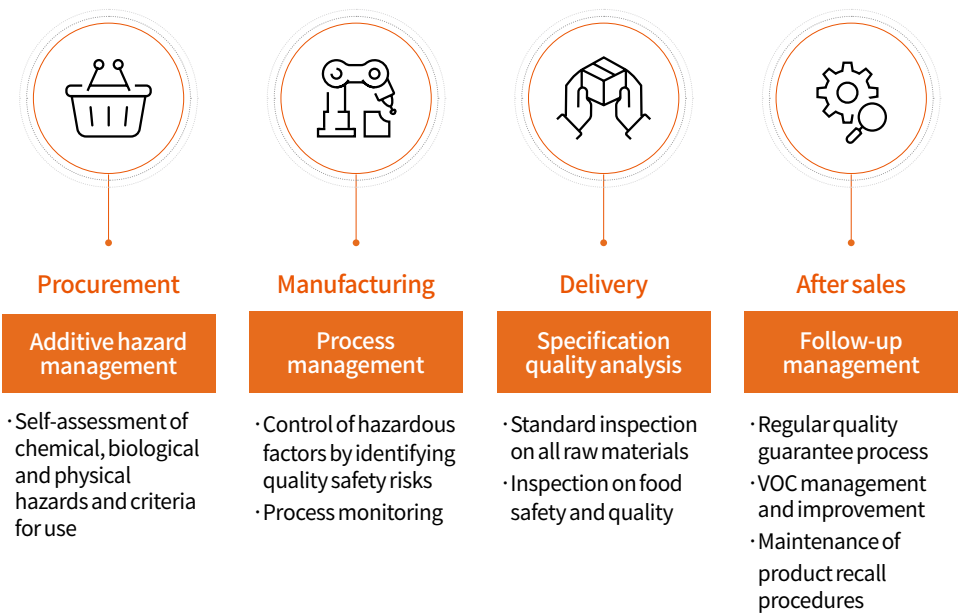 Procurement
Additive hazard
management
· Self-assessment of
chemical, biological
and physical
hazards and criteria
for use
Manufacturing
Process
management
· Control of hazardous
factors by identifying
quality safety risks
· Process monitoring
Delivery
Specification
quality analysis
· Standard inspection
on all raw materials
· Inspection on food
safety and quality
After sales
Follow-up
management
· Regular quality
guarantee process
· VOC management
and improvement
· Maintenance of
product recall
procedures